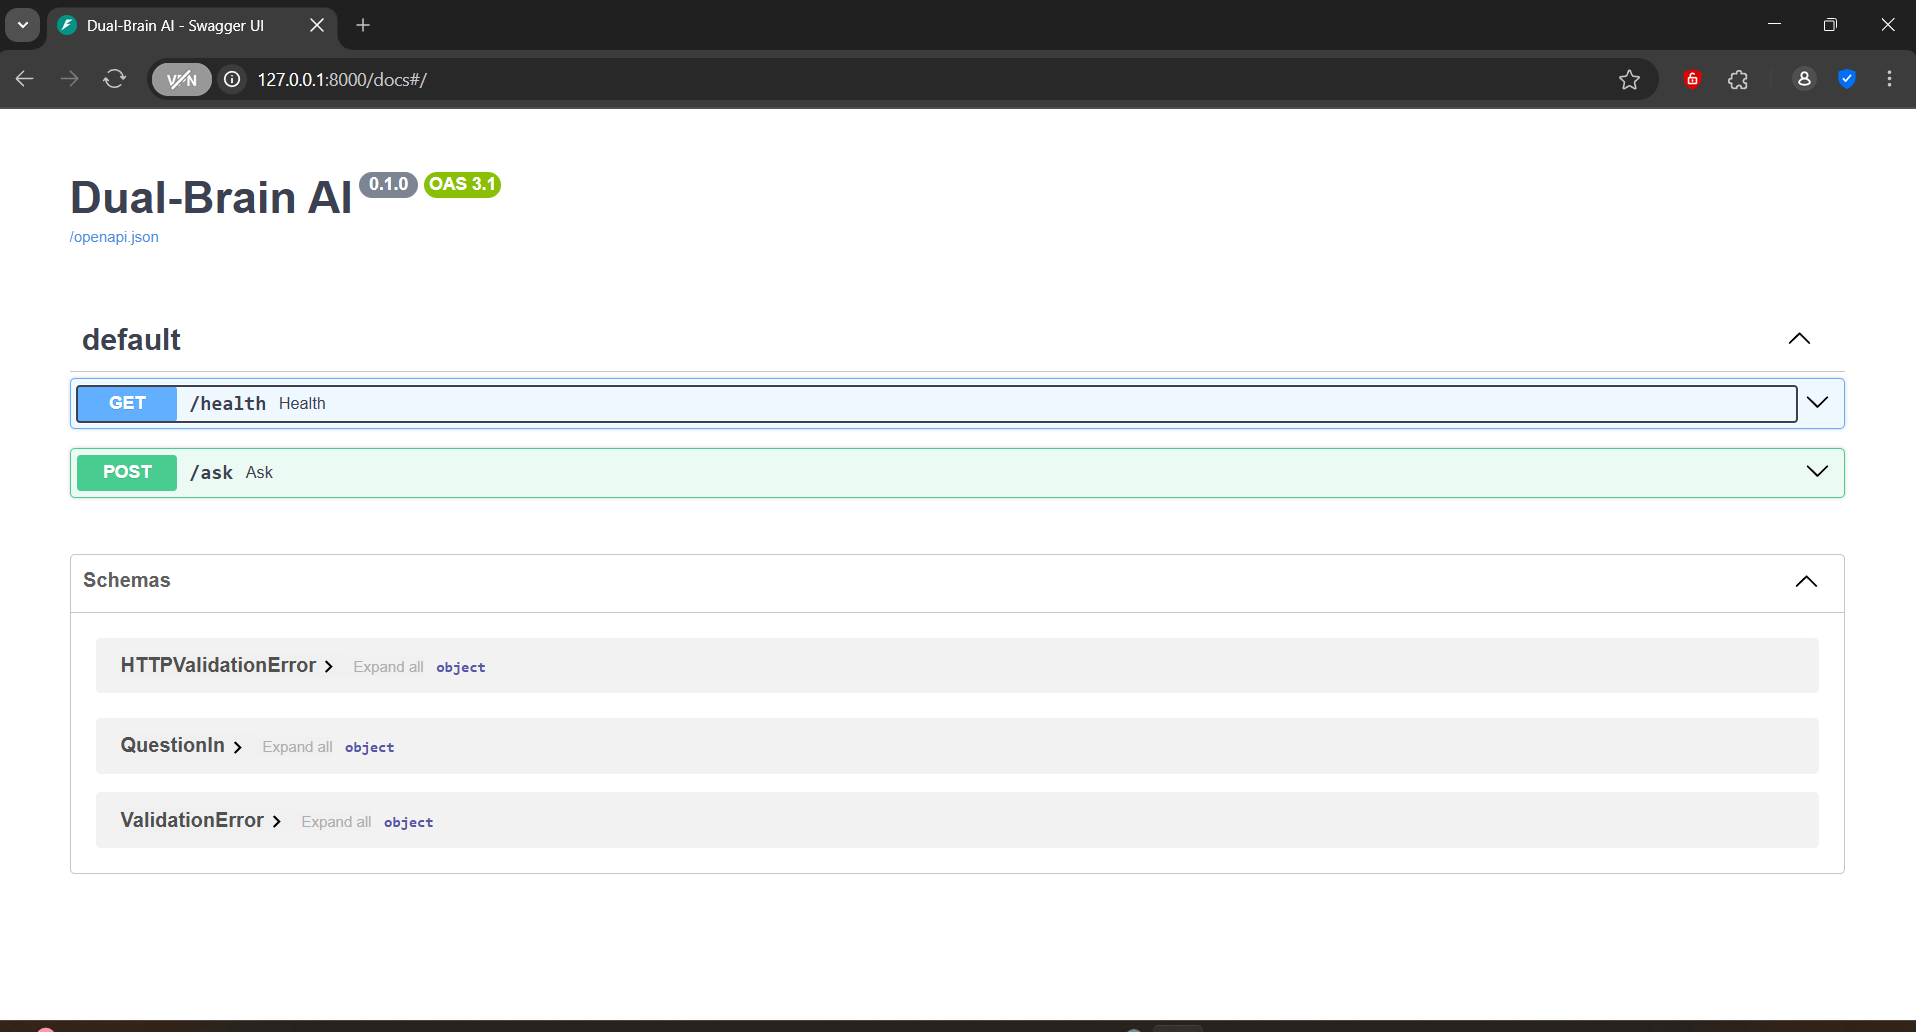 Dual-Brain AI - Swagger UI
VPN
127.0.0.1:8000/docs#/
Dual-Brain AI 0.1.0 OAS 3.1
/openapi.json
default
GET /health Health
POST /ask Ask
Schemas
HTTPValidationError Expand all object
QuestionIn Expand all object
ValidationError Expand all object